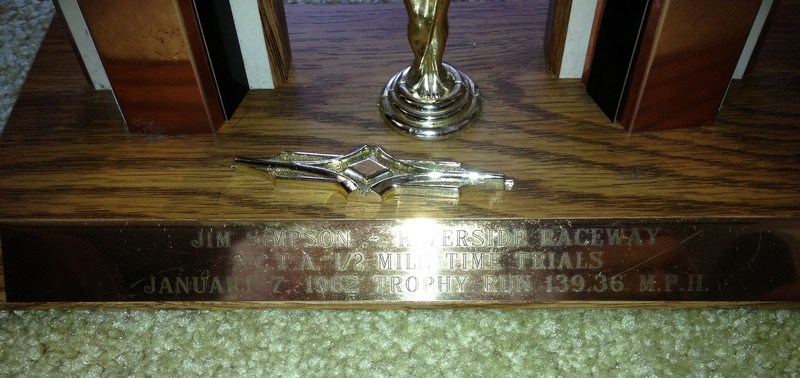 JIM SIMPSON - RIVERSIDE RACEWAY
A.C.T.A. 1/2 MILE TIME TRIALS
JANUARY 7, 1962 TROPHY RUN 139.36 M.P.H.